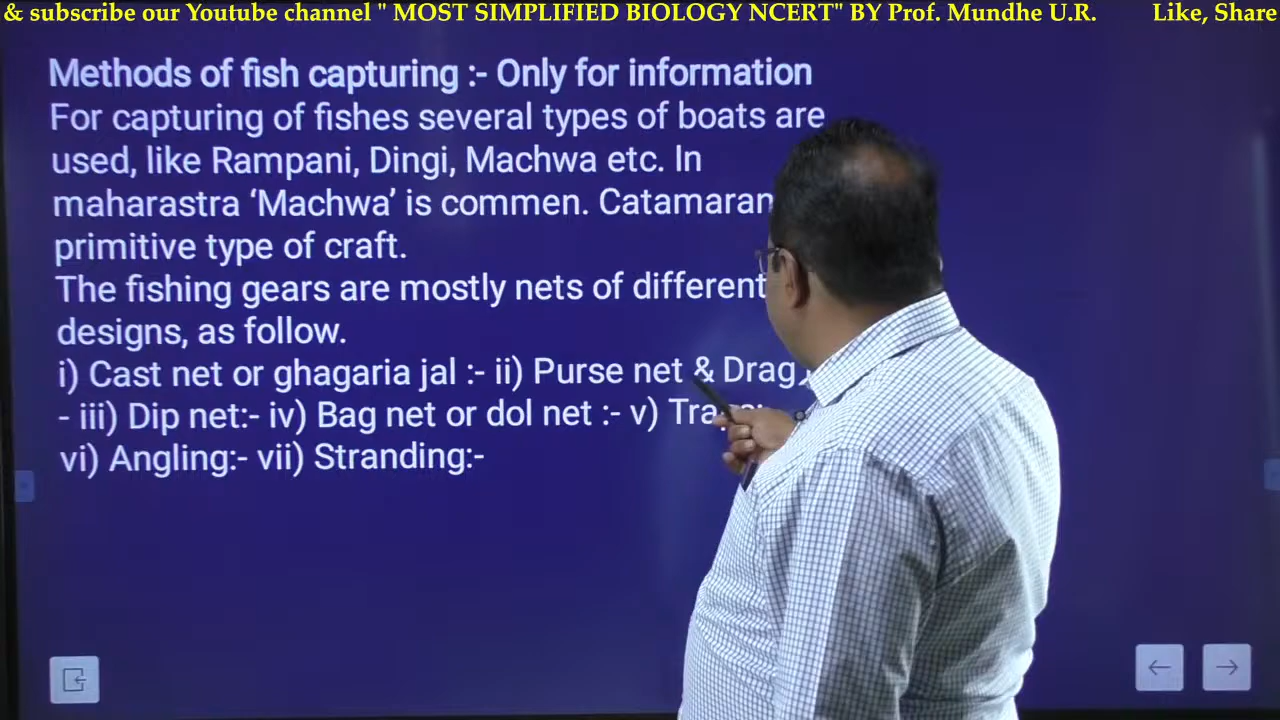 & subscribe our Youtube channel " MOST SIMPLIFIED BIOLOGY NCERT" BY Prof. Mundhe U.R. Like, Share
Methods of fish capturing :- Only for information
For capturing of fishes several types of boats are
used, like Rampani, Dingi, Machwa etc. In
maharastra ‘Machwa’ is commen. Catamaran
primitive type of craft.
The fishing gears are mostly nets of different
designs, as follow.
i) Cast net or ghagaria jal :- ii) Purse net & Drag
- iii) Dip net:- iv) Bag net or dol net :- v)
vi) Angling:- vii) Stranding:-